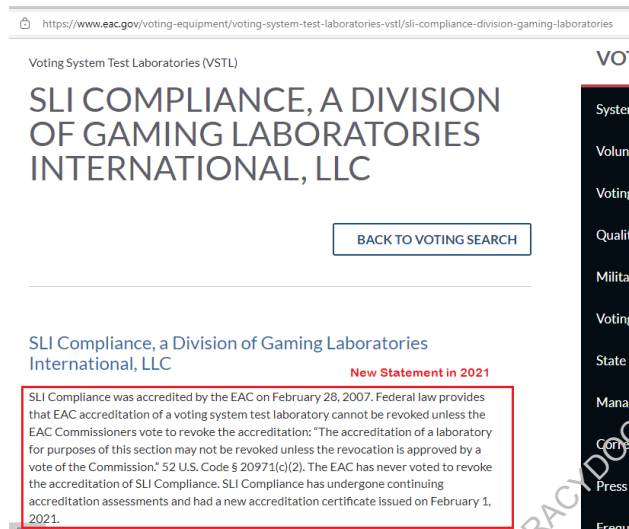 https://www.eac.gov/voting-equipment/voting-system-test-laboratories-vstl/sli-compliance-division-gaming-laboratories
Voting System Test Laboratories (VSTL)
SLI COMPLIANCE, A DIVISION
OF GAMING LABORATORIES
INTERNATIONAL, LLC
BACK TO VOTING SEARCH
SLI Compliance, a Division of Gaming Laboratories
International, LLC
New Statement in 2021
SLI Compliance was accredited by the EAC on February 28, 2007. Federal law provides
that EAC accreditation of a voting system test laboratory cannot be revoked unless the
EAC Commissioners vote to revoke the accreditation: “The accreditation of a laboratory
for purposes of this section may not be revoked unless the revocation is approved by a
vote of the Commission.” 52 U.S. Code § 20971(c)(2). The EAC has never voted to revoke
the accreditation of SLI Compliance. SLI Compliance has undergone continuing
accreditation assessments and had a new accreditation certificate issued on February 1,
2021.
VOT
System
Volun
Voting
Qualit
Milita
Voting
State
Mana
Corre
Press
Frequ
RACYDOC